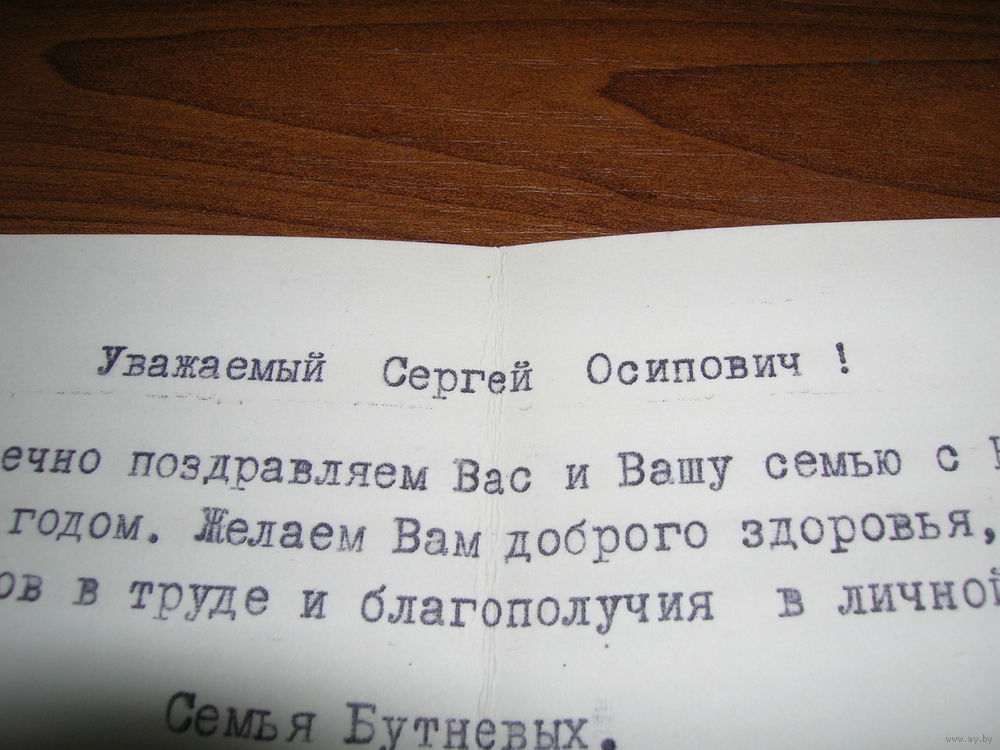 Уважаемый Сергей Осипович !
ечно поздравляем Вас и Вашу семью с
годом. Желаем Вам доброго здоровья,
ов в труде и благополучия в личной
Семья Бутневых.
www.ay.by